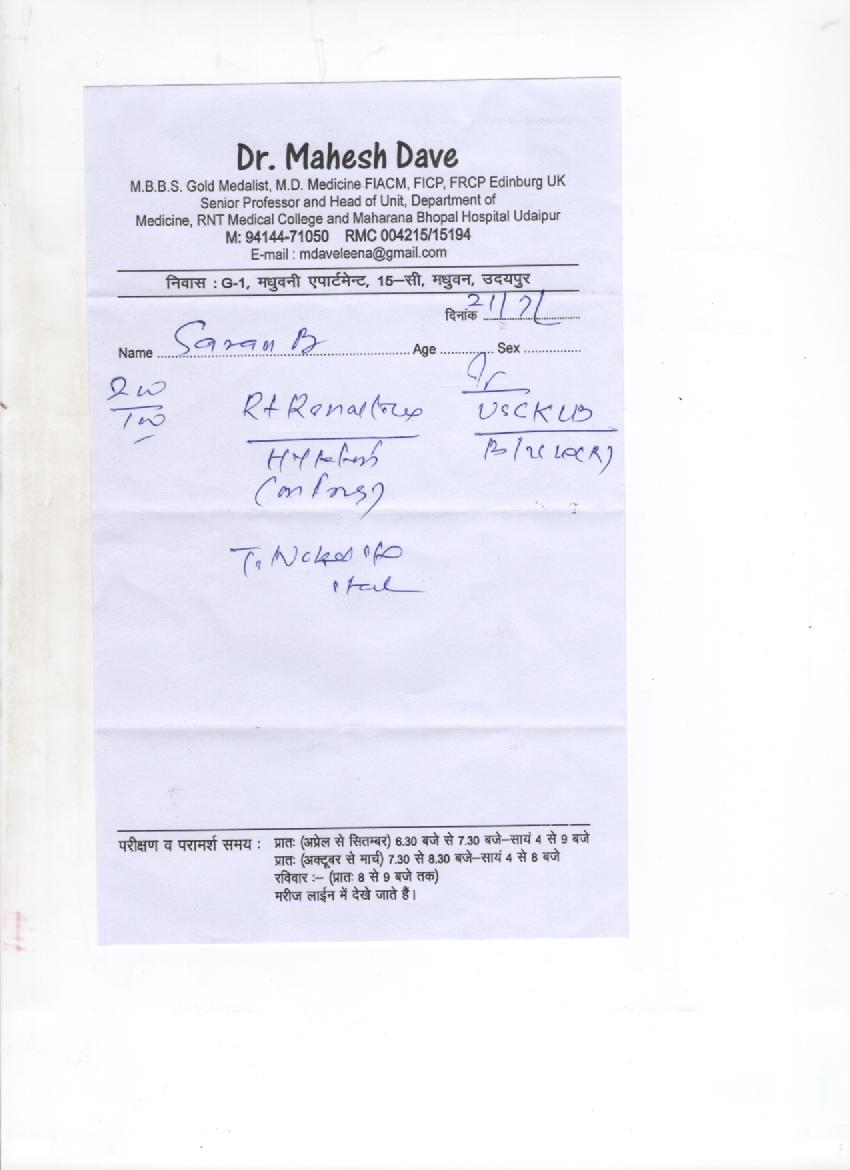 Dr. Mahesh Dave
M.B.B.S. Gold Medalist, M.D. Medicine FIACM, FICP, FRCP Edinburg UK
Senior Professor and Head of Unit, Department of
Medicine, RNT Medical College and Maharana Bhopal Hospital Udaipur
M: 94144-71050 RMC 004215/15194
E-mail : mdaveleena@gmail.com
निवास : G-1, मधुवनी एपार्टमेन्ट, 15–सी, मधुवन, उदयपुर
दिनांक 21/7/
Name Saran B Age Sex
Rt Renal
USG KUB
परीक्षण व परामर्श समय : प्रातः (अप्रेल से सितम्बर) 6.30 बजे से 7.30 बजे–सायं 4 से 9 बजे
प्रातः (अक्टूबर से मार्च) 7.30 से 8.30 बजे–सायं 4 से 8 बजे
रविवार :– (प्रातः 8 से 9 बजे तक)
मरीज लाईन में देखे जाते हैं।